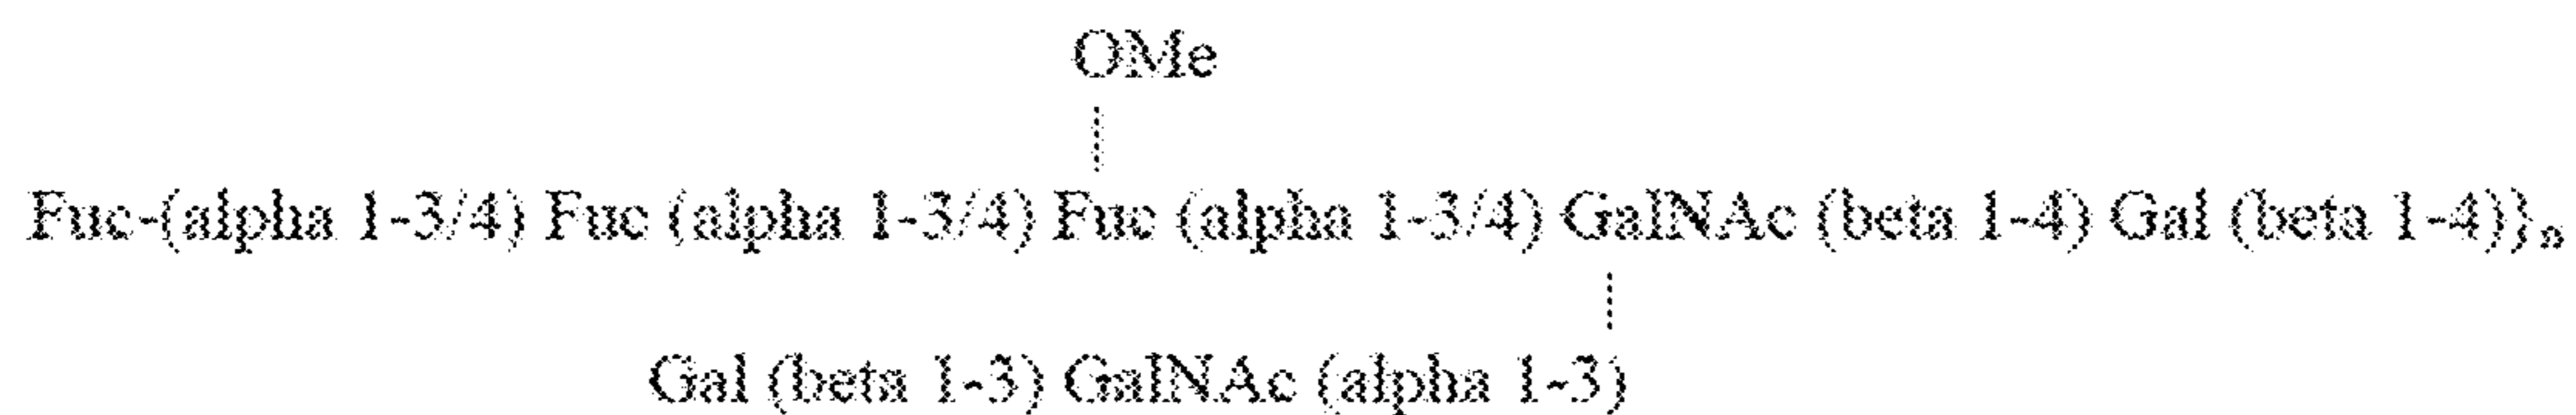 OMe
Fuc-(alpha 1-3/4) Fuc (alpha 1-3/4) Fuc (alpha 1-3/4) GalNAc (beta 1-4) Gal (beta 1-4)}n
Gal (beta 1-3) GalNAc (alpha 1-3)